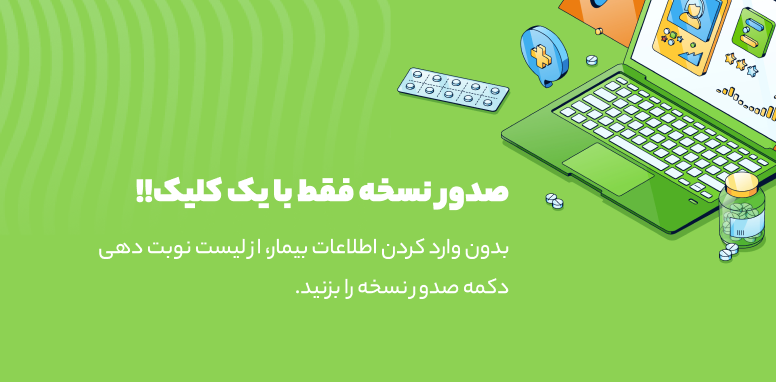 صدور نسخه فقط با یک کلیک!!
بدون وارد کردن اطلاعات بیمار، از لیست نوبت دهی
دکمه صدور نسخه را بزنید.